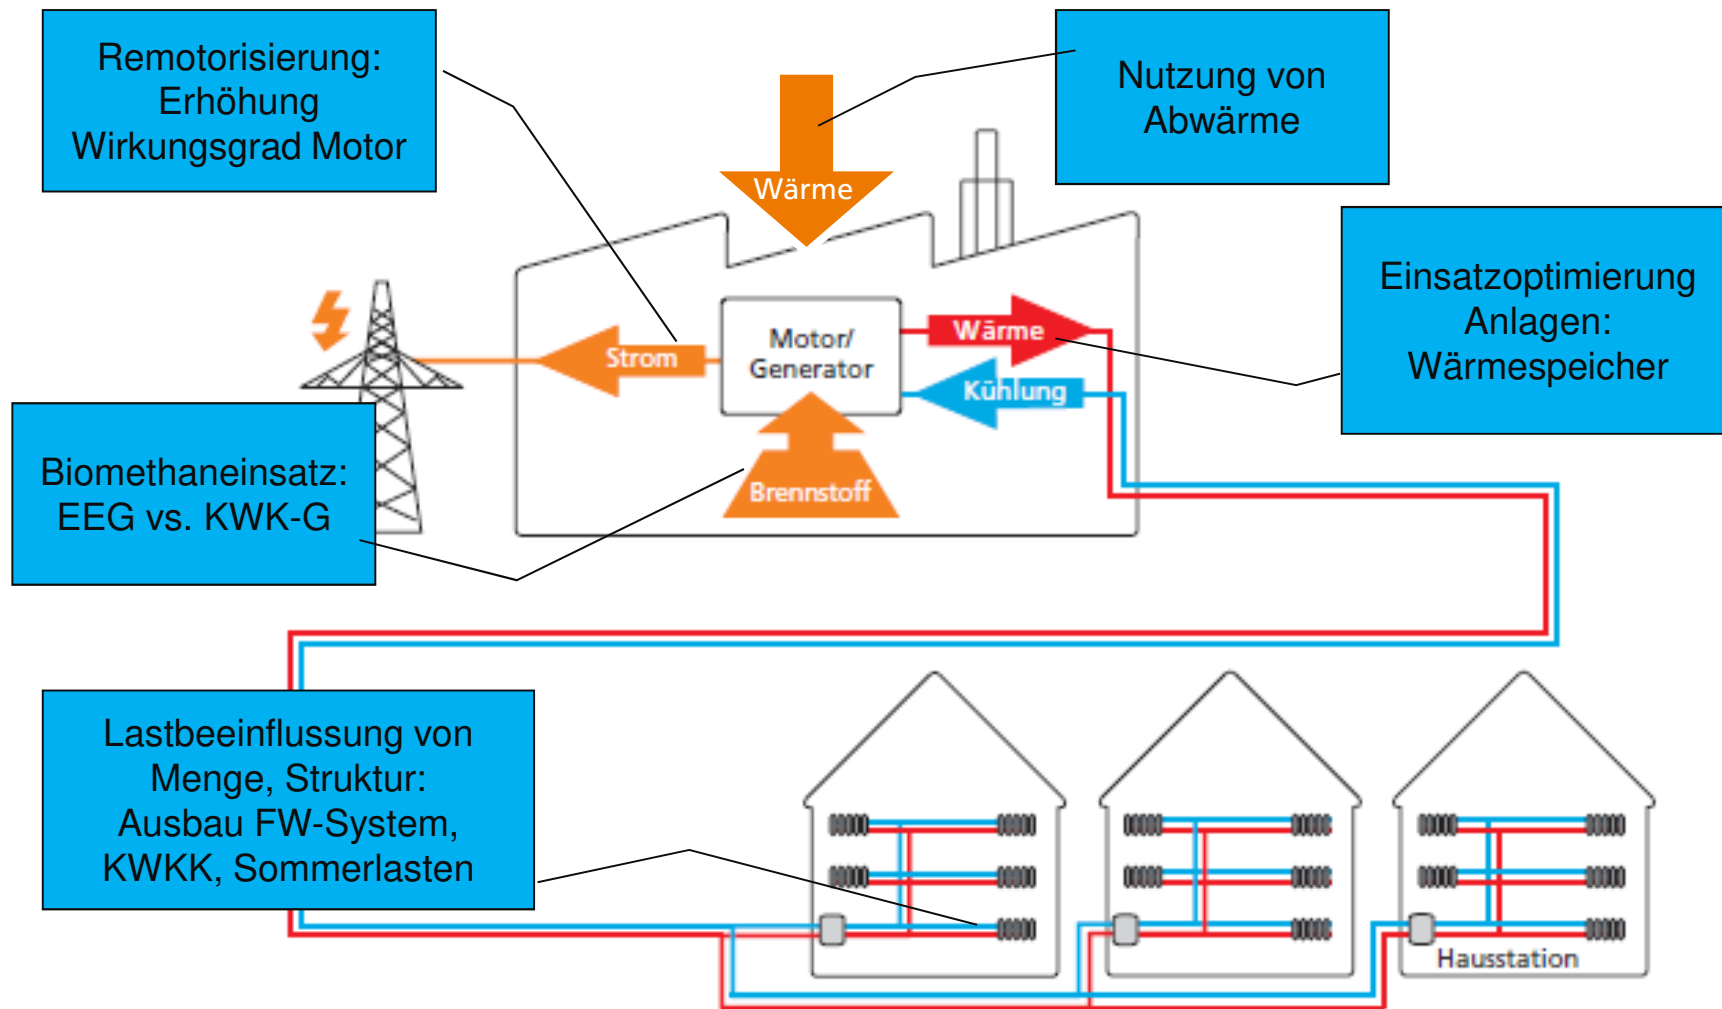 Remotorisierung:
Erhöhung
Wirkungsgrad Motor
Nutzung von
Abwärme
Wärme
Einsatzoptimierung
Anlagen:
Wärmespeicher
Strom
Motor/
Generator
Wärme
Kühlung
Brennstoff
Biomethaneinsatz:
EEG vs. KWK-G
Lastbeeinflussung von
Menge, Struktur:
Ausbau FW-System,
KWKK, Sommerlasten
Hausstation